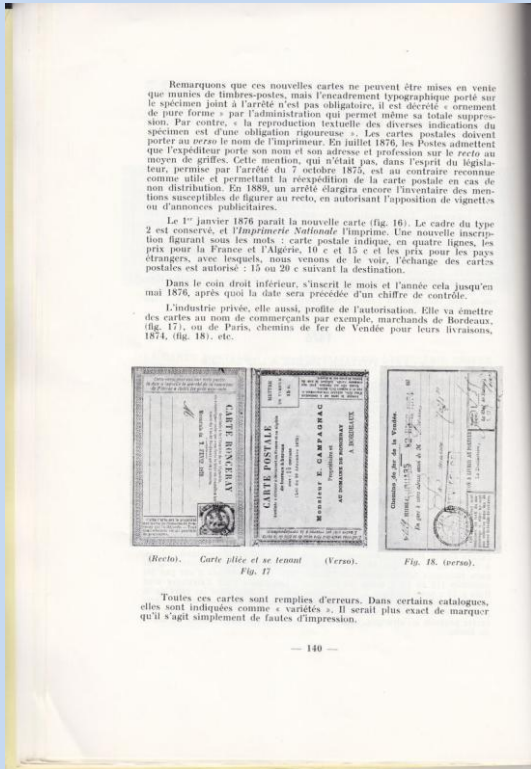 Remarquons que ces nouvelles cartes ne peuvent être mises en vente
que munies de timbres-postes, mais l'encadrement typographique porté sur
le spécimen joint à l'arrêté n'est pas obligatoire, il est décrété « ornement
de pure forme » par l'administration qui permet même sa totale suppres-
sion. Par contre, « la reproduction textuelle des diverses indications du
spécimen est d'une obligation rigoureuse ». Les cartes postales doivent
porter au verso le nom de l'imprimeur. En juillet 1876, les Postes admettent
que l'expéditeur porte son nom et son adresse et profession sur le recto au
moyen de griffes. Cette mention, qui n'était pas, dans l'esprit du législa-
teur, permise par l'arrêté du 7 octobre 1875, est au contraire reconnue
comme utile et permettant la réexpédition de la carte postale en cas de
non distribution. En 1889, un arrêté élargira encore l'inventaire des men-
tions susceptibles de figurer au recto, en autorisant l'apposition de vignettes
ou d'annonces publicitaires.
Le 1er janvier 1876 paraît la nouvelle carte (fig. 16). Le cadre du type
2 est conservé, et l'Imprimerie Nationale l'imprime. Une nouvelle inscrip-
tion figurant sous les mots : carte postale indique, en quatre lignes, les
prix pour la France et l'Algérie, 10 c et 15 c et les prix pour les pays
étrangers, avec lesquels, nous venons de le voir, l'échange des cartes
postales est autorisé : 15 ou 20 c suivant la destination.
Dans le coin droit inférieur, s'inscrit le mois et l'année cela jusqu'en
mai 1876, après quoi la date sera précédée d'un chiffre de contrôle.
L'industrie privée, elle aussi, profite de l'autorisation. Elle va émettre
des cartes au nom de commerçants par exemple, marchands de Bordeaux,
(fig. 17), ou de Paris, chemins de fer de Vendée pour leurs livraisons,
1874, (fig. 18). etc.
CARTE RONCERAY
CARTE POSTALE
Monsieur E. CAMPAGNAC
Propriétaire et
AU DOMAINE DE RONCERAY
A BORDEAUX
Chemins de fer de la Vendée.
(Recto). Carte pliée et se tenant (Verso).
Fig. 17
Fig. 18. (verso).
Toutes ces cartes sont remplies d'erreurs. Dans certains catalogues,
elles sont indiquées comme « variétés ». Il serait plus exact de marquer
qu'il s'agit simplement de fautes d'impression.
— 140 —